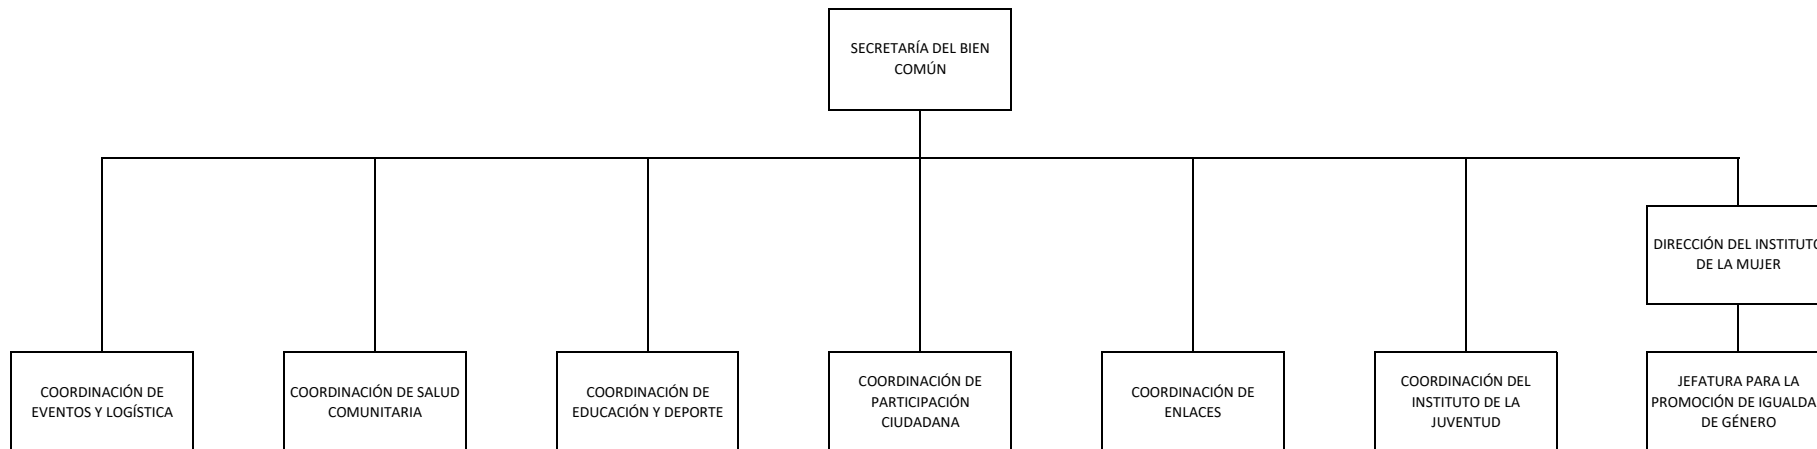 SECRETARÍA DEL BIEN
COMÚN
DIRECCIÓN DEL INSTITUTO
DE LA MUJER
COORDINACIÓN DE
EVENTOS Y LOGÍSTICA
COORDINACIÓN DE SALUD
COMUNITARIA
COORDINACIÓN DE
EDUCACIÓN Y DEPORTE
COORDINACIÓN DE
PARTICIPACIÓN
CIUDADANA
COORDINACIÓN DE
ENLACES
COORDINACIÓN DEL
INSTITUTO DE LA
JUVENTUD
JEFATURA PARA LA
PROMOCIÓN DE IGUALDA
DE GÉNERO